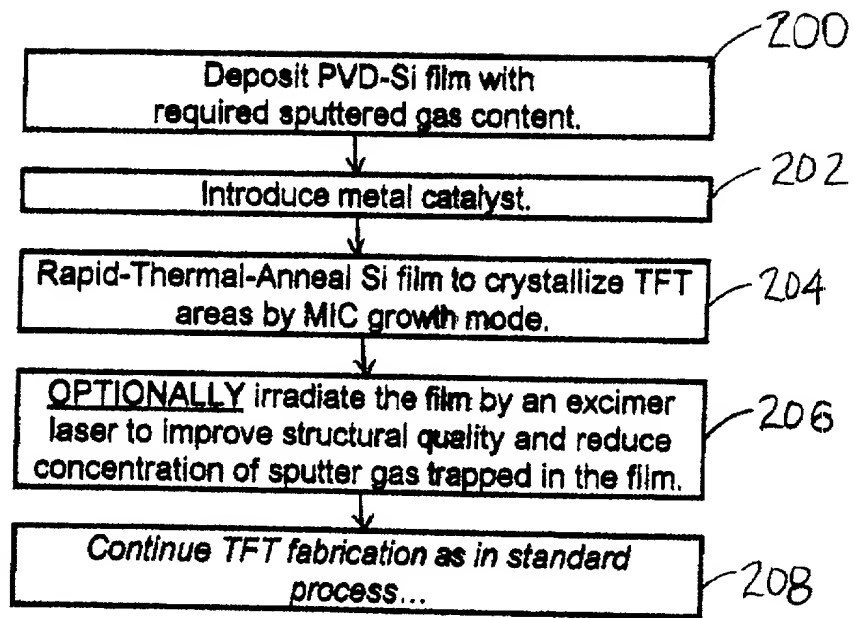 200
Deposit PVD-Si film with
required sputtered gas content.
202
Introduce metal catalyst.
Rapid-Thermal-Anneal Si film to crystallize TFT
areas by MIC growth mode.
204
OPTIONALLY irradiate the film by an excimer
laser to improve structural quality and reduce
concentration of sputter gas trapped in the film.
206
Continue TFT fabrication as in standard
process...
208